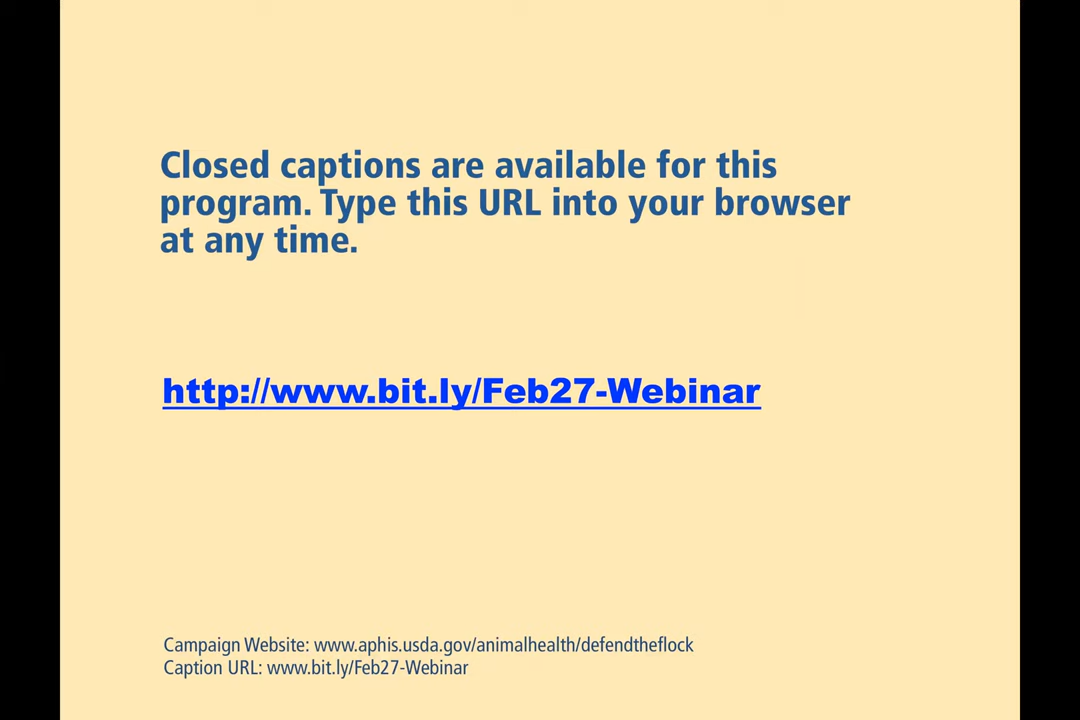 Closed captions are available for this
program. Type this URL into your browser
at any time.
http://www.bit.ly/Feb27-Webinar
Campaign Website: www.aphis.usda.gov/animalhealth/defendtheflock
Caption URL: www.bit.ly/Feb27-Webinar